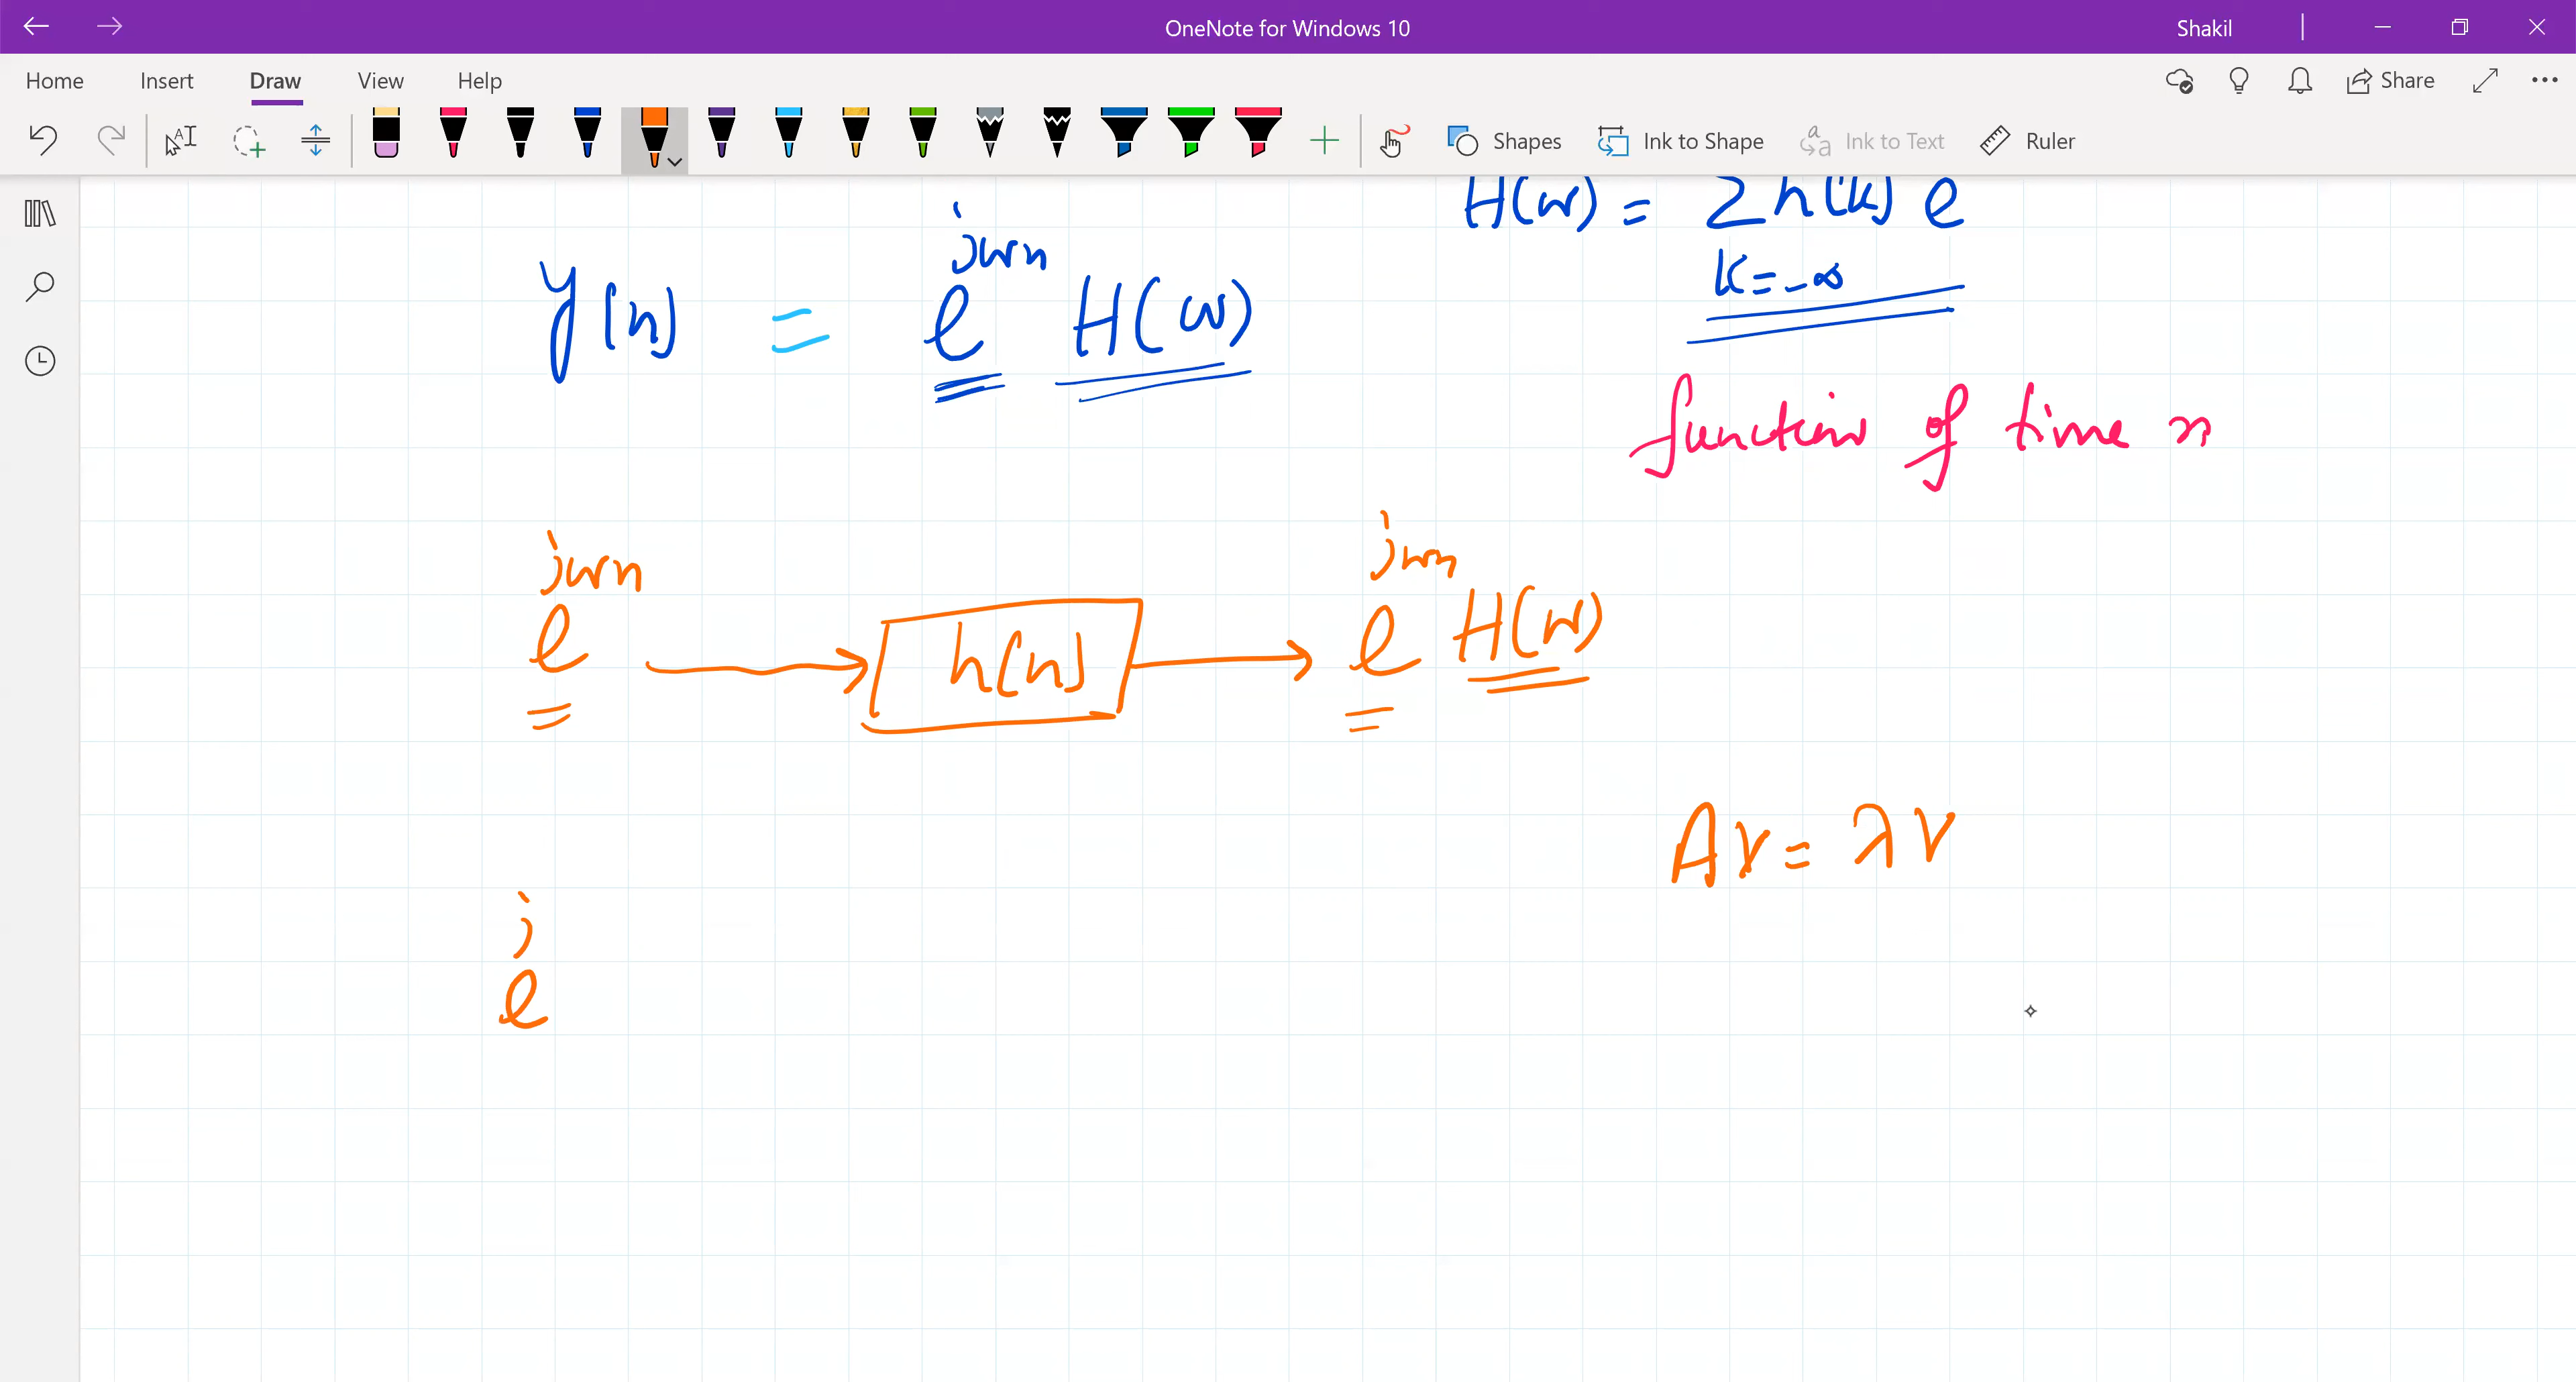 OneNote for Windows 10
Shakil
Home Insert Draw View Help
Share
Shapes Ink to Shape Ink to Text Ruler
H(w) = Σ h[k] e
k=-∞
y[n] = e^jwn H(w)
function of time n
e^jwn → h[n] → e^jwn H(w)
Av = λv
e^j